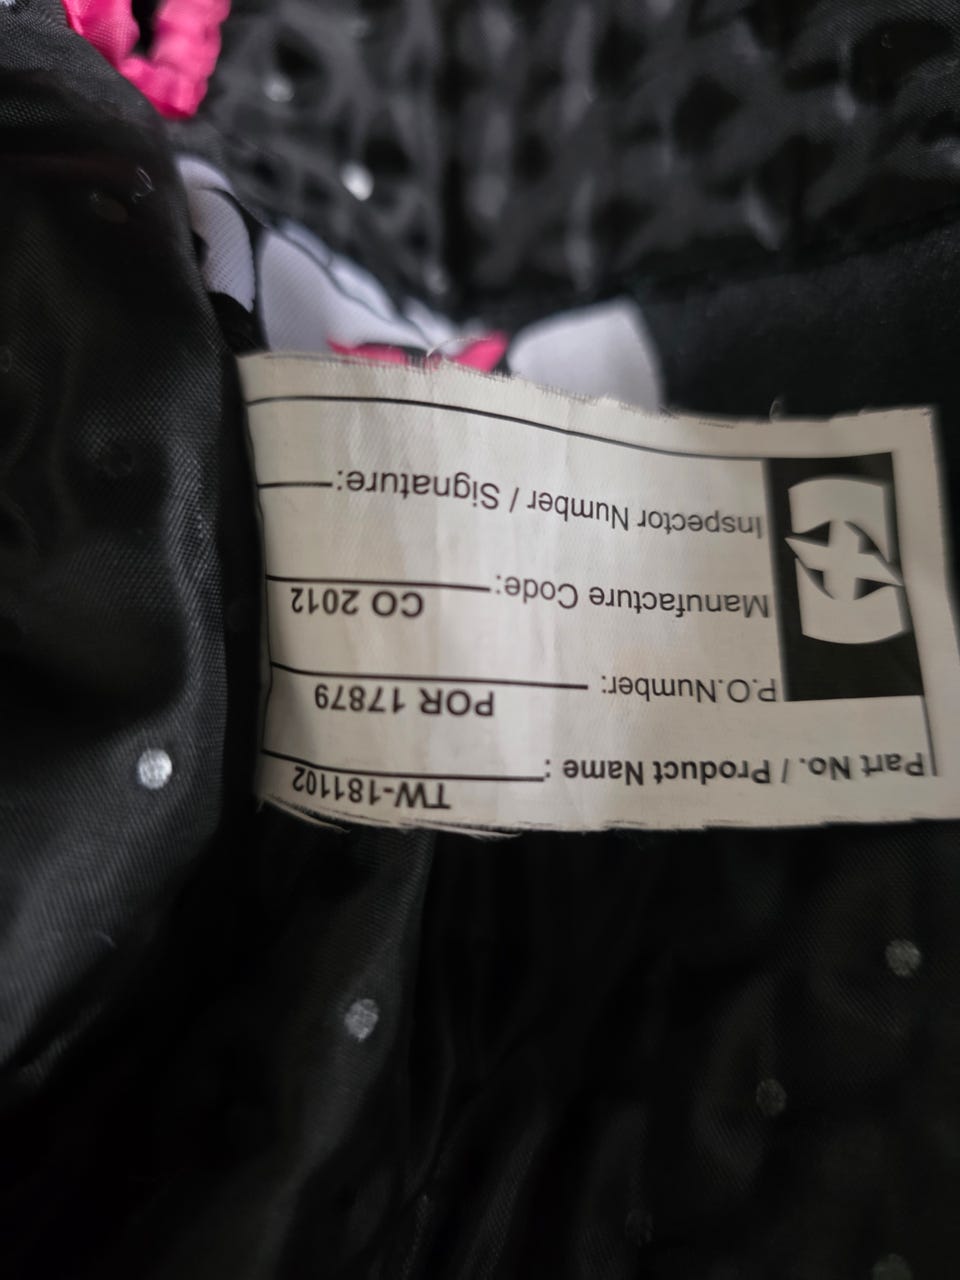 Part No. / Product Name : TW-181102
P.O.Number: POR 17879
Manufacture Code: CO 2012
Inspector Number / Signature: